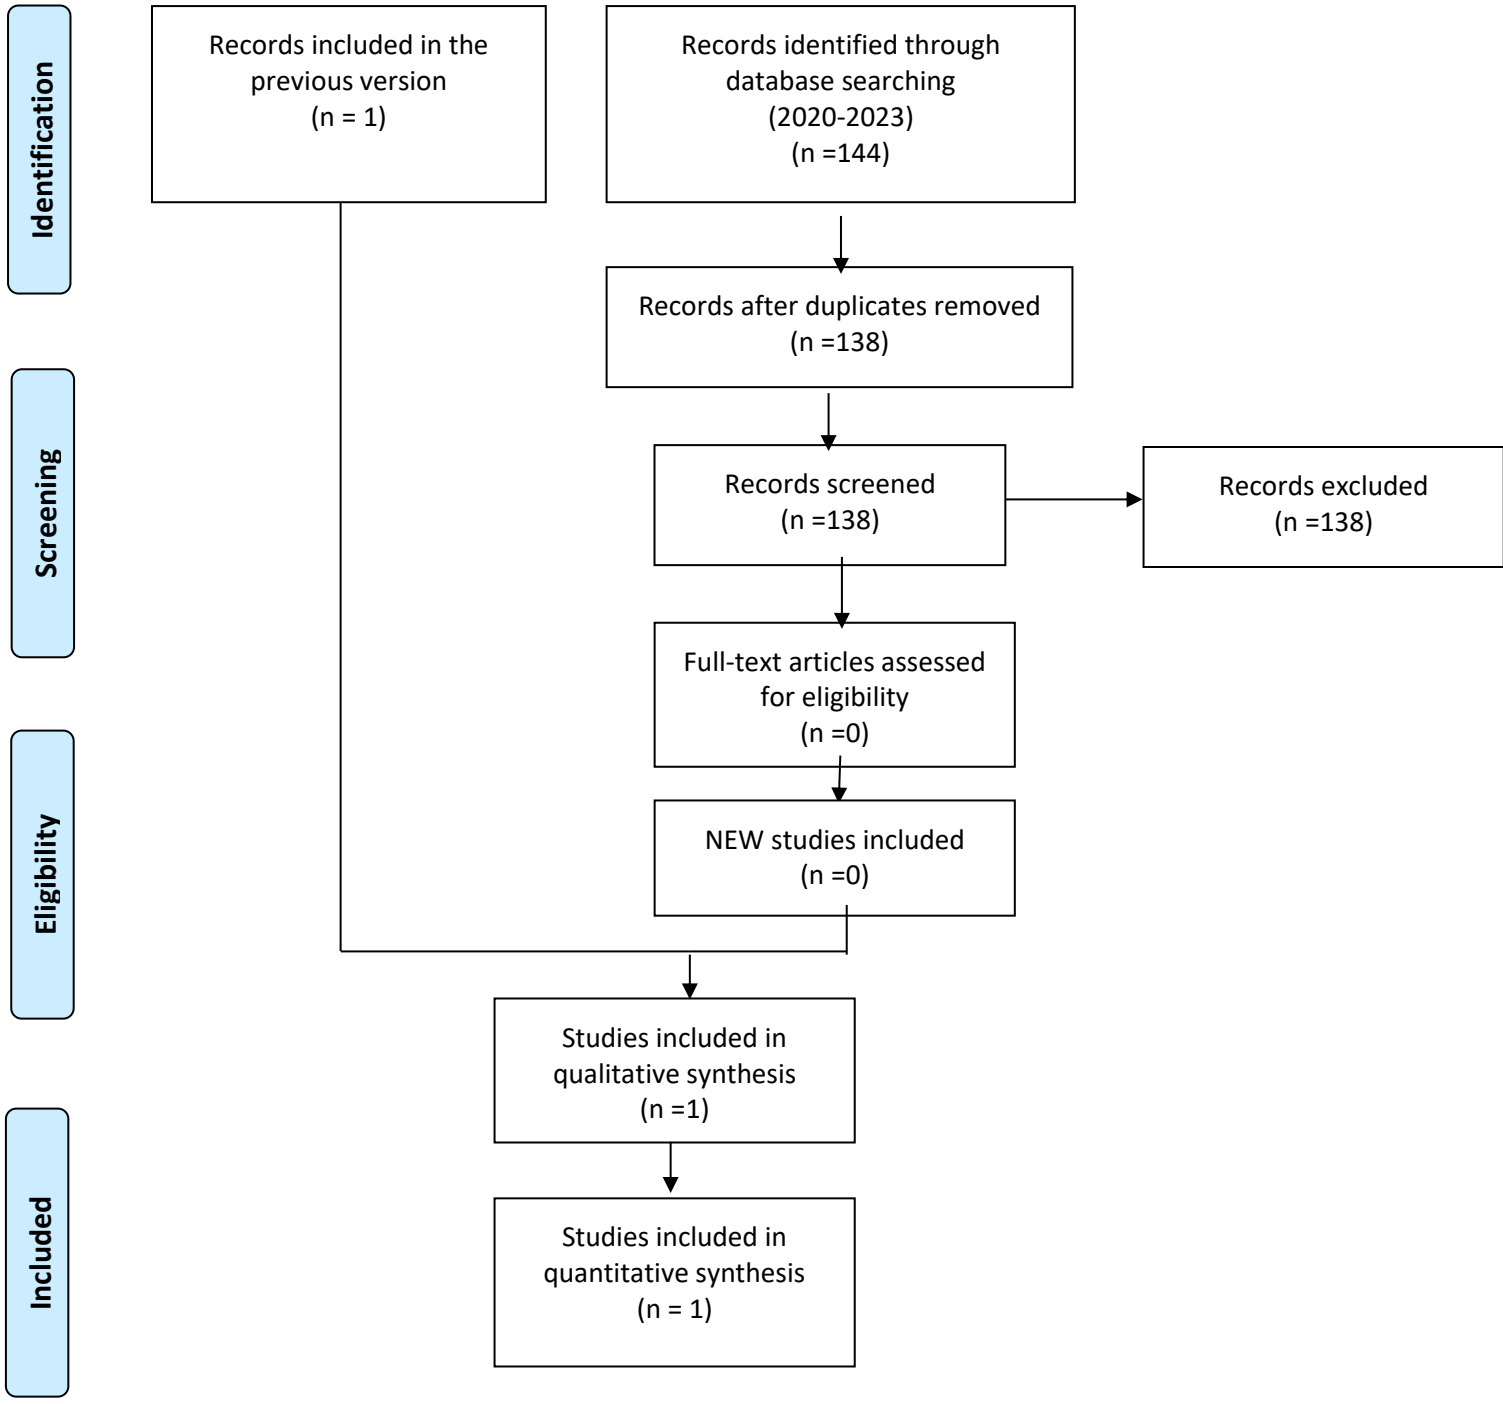 Identification
Records included in the
previous version
(n = 1)
Records identified through
database searching
(2020-2023)
(n =144)
Records after duplicates removed
(n =138)
Screening
Records screened
(n =138)
Records excluded
(n =138)
Full-text articles assessed
for eligibility
(n =0)
Eligibility
NEW studies included
(n =0)
Studies included in
qualitative synthesis
(n =1)
Included
Studies included in
quantitative synthesis
(n = 1)